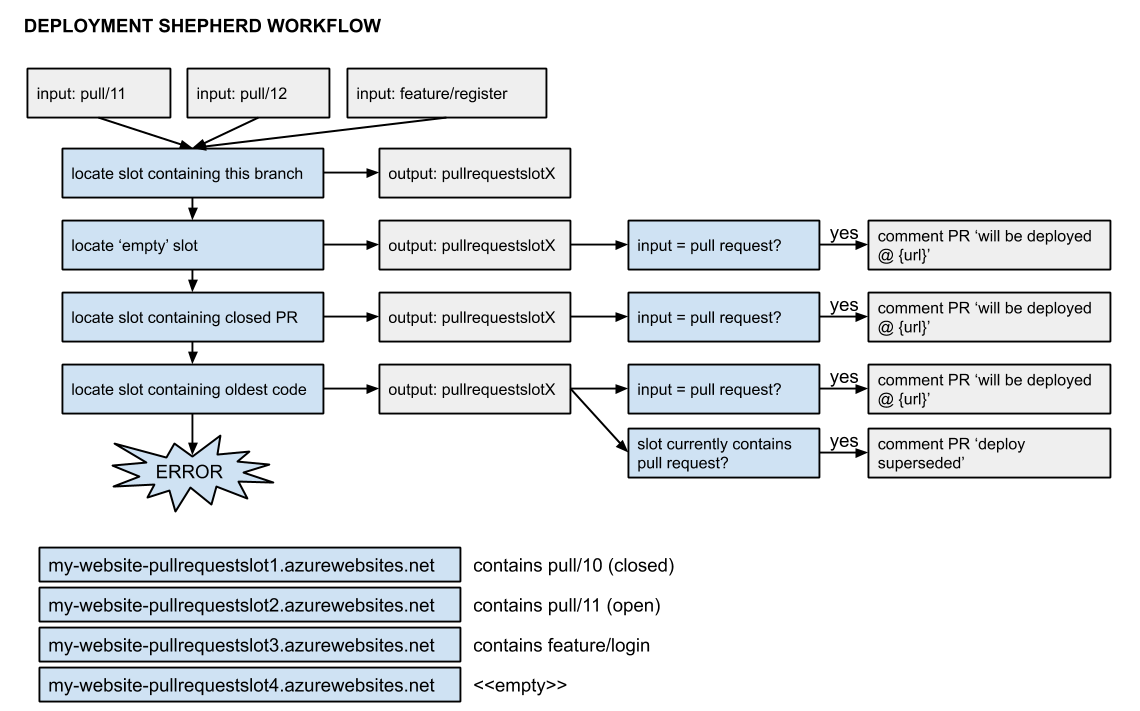 DEPLOYMENT SHEPHERD WORKFLOW
input: pull/11
input: pull/12
input: feature/register
locate slot containing this branch
output: pullrequestslotX
locate ‘empty’ slot
output: pullrequestslotX
input = pull request?
yes
comment PR ‘will be deployed
@ {url}’
locate slot containing closed PR
output: pullrequestslotX
input = pull request?
yes
comment PR ‘will be deployed
@ {url}’
locate slot containing oldest code
output: pullrequestslotX
input = pull request?
yes
comment PR ‘will be deployed
@ {url}’
slot currently contains
pull request?
yes
comment PR ‘deploy
superseded’
ERROR
my-website-pullrequestslot1.azurewebsites.net
contains pull/10 (closed)
my-website-pullrequestslot2.azurewebsites.net
contains pull/11 (open)
my-website-pullrequestslot3.azurewebsites.net
contains feature/login
my-website-pullrequestslot4.azurewebsites.net
<<empty>>